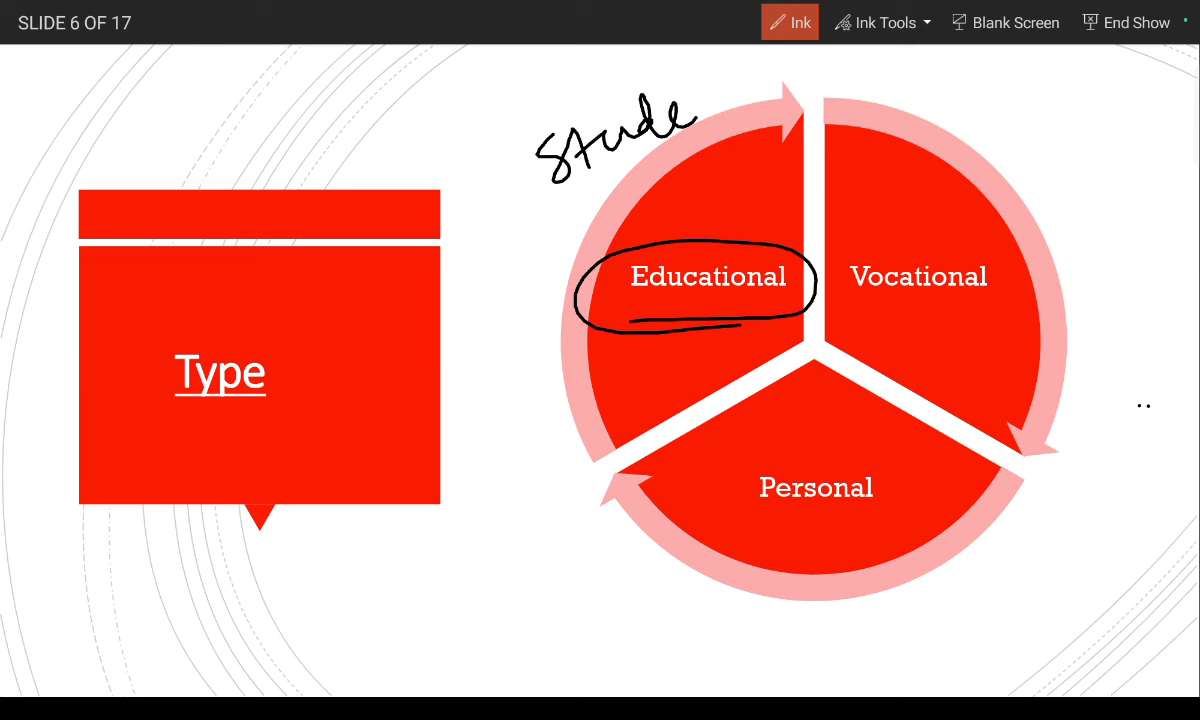 SLIDE 6 OF 17
Ink
Ink Tools
Blank Screen
End Show
Stude
Educational
Vocational
Type
Personal